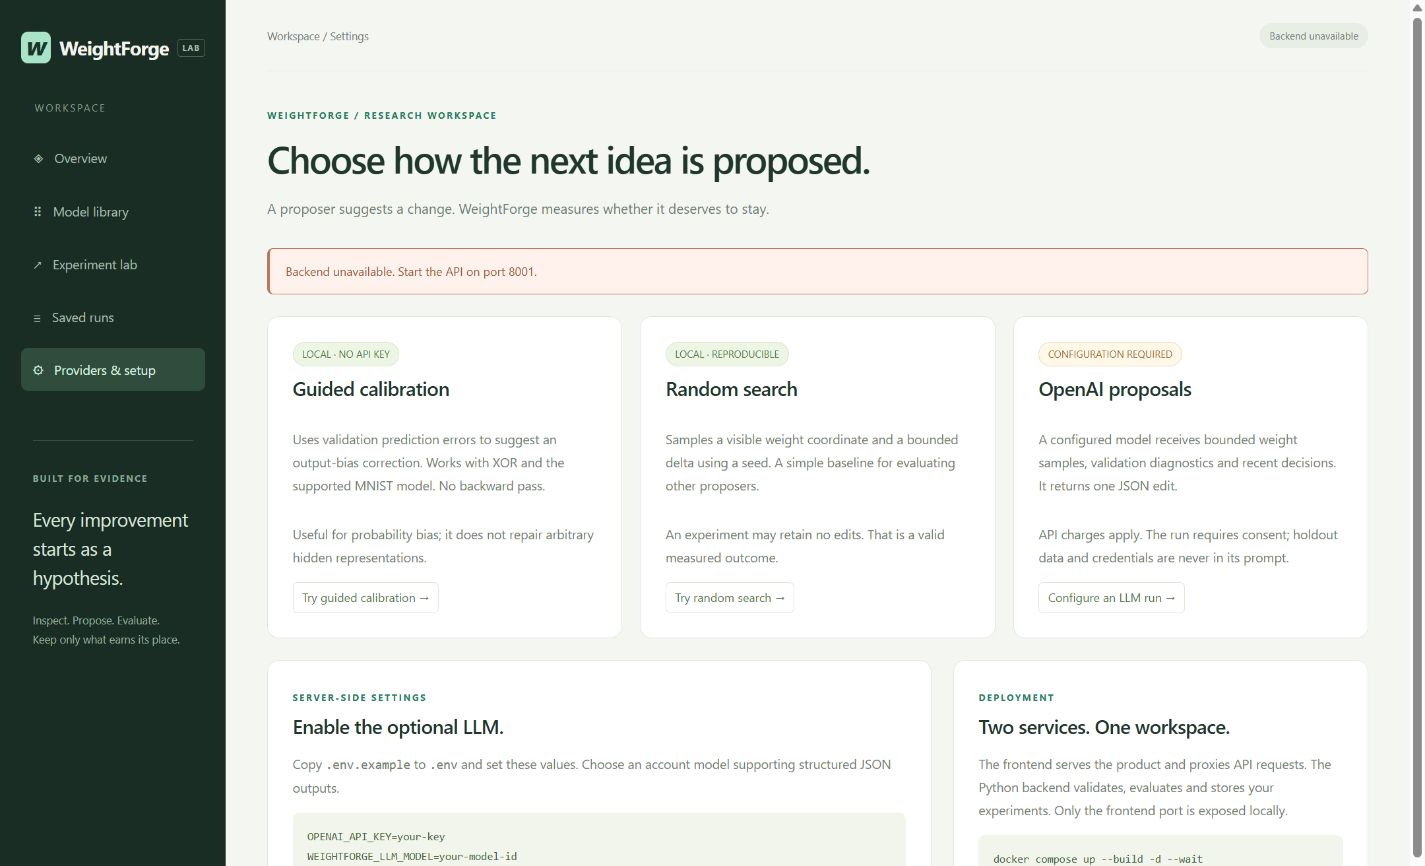 W WeightForge LAB
WORKSPACE
Overview
Model library
Experiment lab
Saved runs
Providers & setup
BUILT FOR EVIDENCE
Every improvement
starts as a
hypothesis.
Inspect. Propose. Evaluate.
Keep only what earns its place.
Workspace / Settings
Backend unavailable
WEIGHTFORGE / RESEARCH WORKSPACE
Choose how the next idea is proposed.
A proposer suggests a change. WeightForge measures whether it deserves to stay.
Backend unavailable. Start the API on port 8001.
LOCAL · NO API KEY
Guided calibration
Uses validation prediction errors to suggest an
output-bias correction. Works with XOR and the
supported MNIST model. No backward pass.
Useful for probability bias; it does not repair arbitrary
hidden representations.
Try guided calibration →
LOCAL · REPRODUCIBLE
Random search
Samples a visible weight coordinate and a bounded
delta using a seed. A simple baseline for evaluating
other proposers.
An experiment may retain no edits. That is a valid
measured outcome.
Try random search →
CONFIGURATION REQUIRED
OpenAI proposals
A configured model receives bounded weight
samples, validation diagnostics and recent decisions.
It returns one JSON edit.
API charges apply. The run requires consent; holdout
data and credentials are never in its prompt.
Configure an LLM run →
SERVER-SIDE SETTINGS
Enable the optional LLM.
Copy .env.example to .env and set these values. Choose an account model supporting structured JSON
outputs.
OPENAI_API_KEY=your-key
WEIGHTFORGE_LLM_MODEL=your-model-id
DEPLOYMENT
Two services. One workspace.
The frontend serves the product and proxies API requests. The
Python backend validates, evaluates and stores your
experiments. Only the frontend port is exposed locally.
docker compose up --build -d --wait